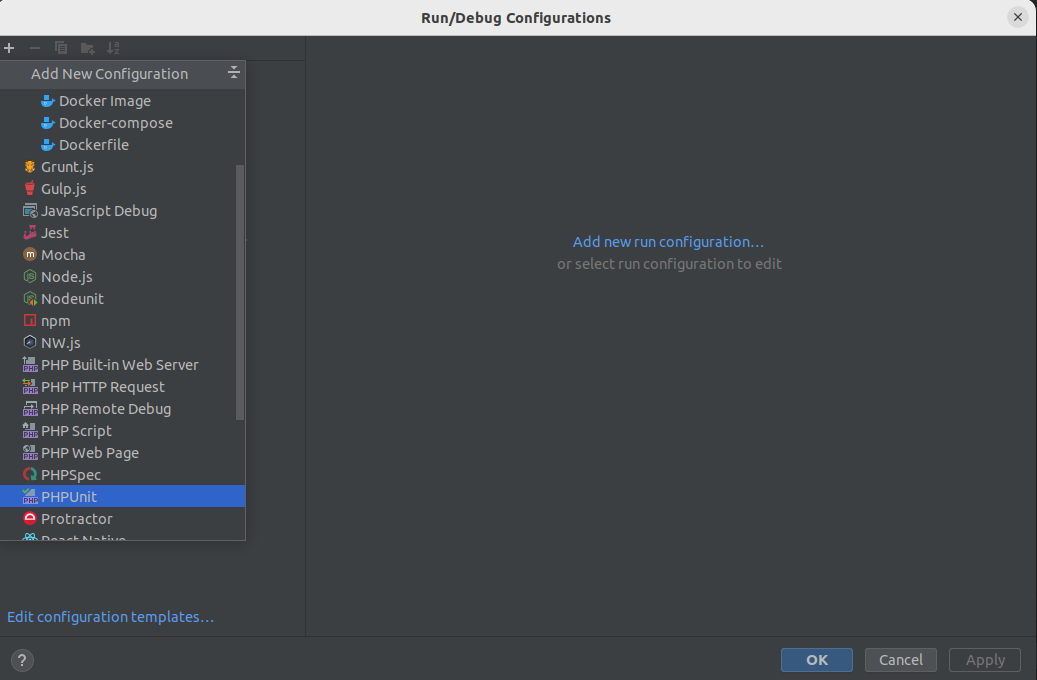 Run/Debug Configurations
Add New Configuration
Docker Image
Docker-compose
Dockerfile
Grunt.js
Gulp.js
JavaScript Debug
Jest
Mocha
Node.js
Nodeunit
npm
NW.js
PHP Built-in Web Server
PHP HTTP Request
PHP Remote Debug
PHP Script
PHP Web Page
PHPSpec
PHPUnit
Protractor
React Native
Add new run configuration...
or select run configuration to edit
Edit configuration templates...
?
OK
Cancel
Apply